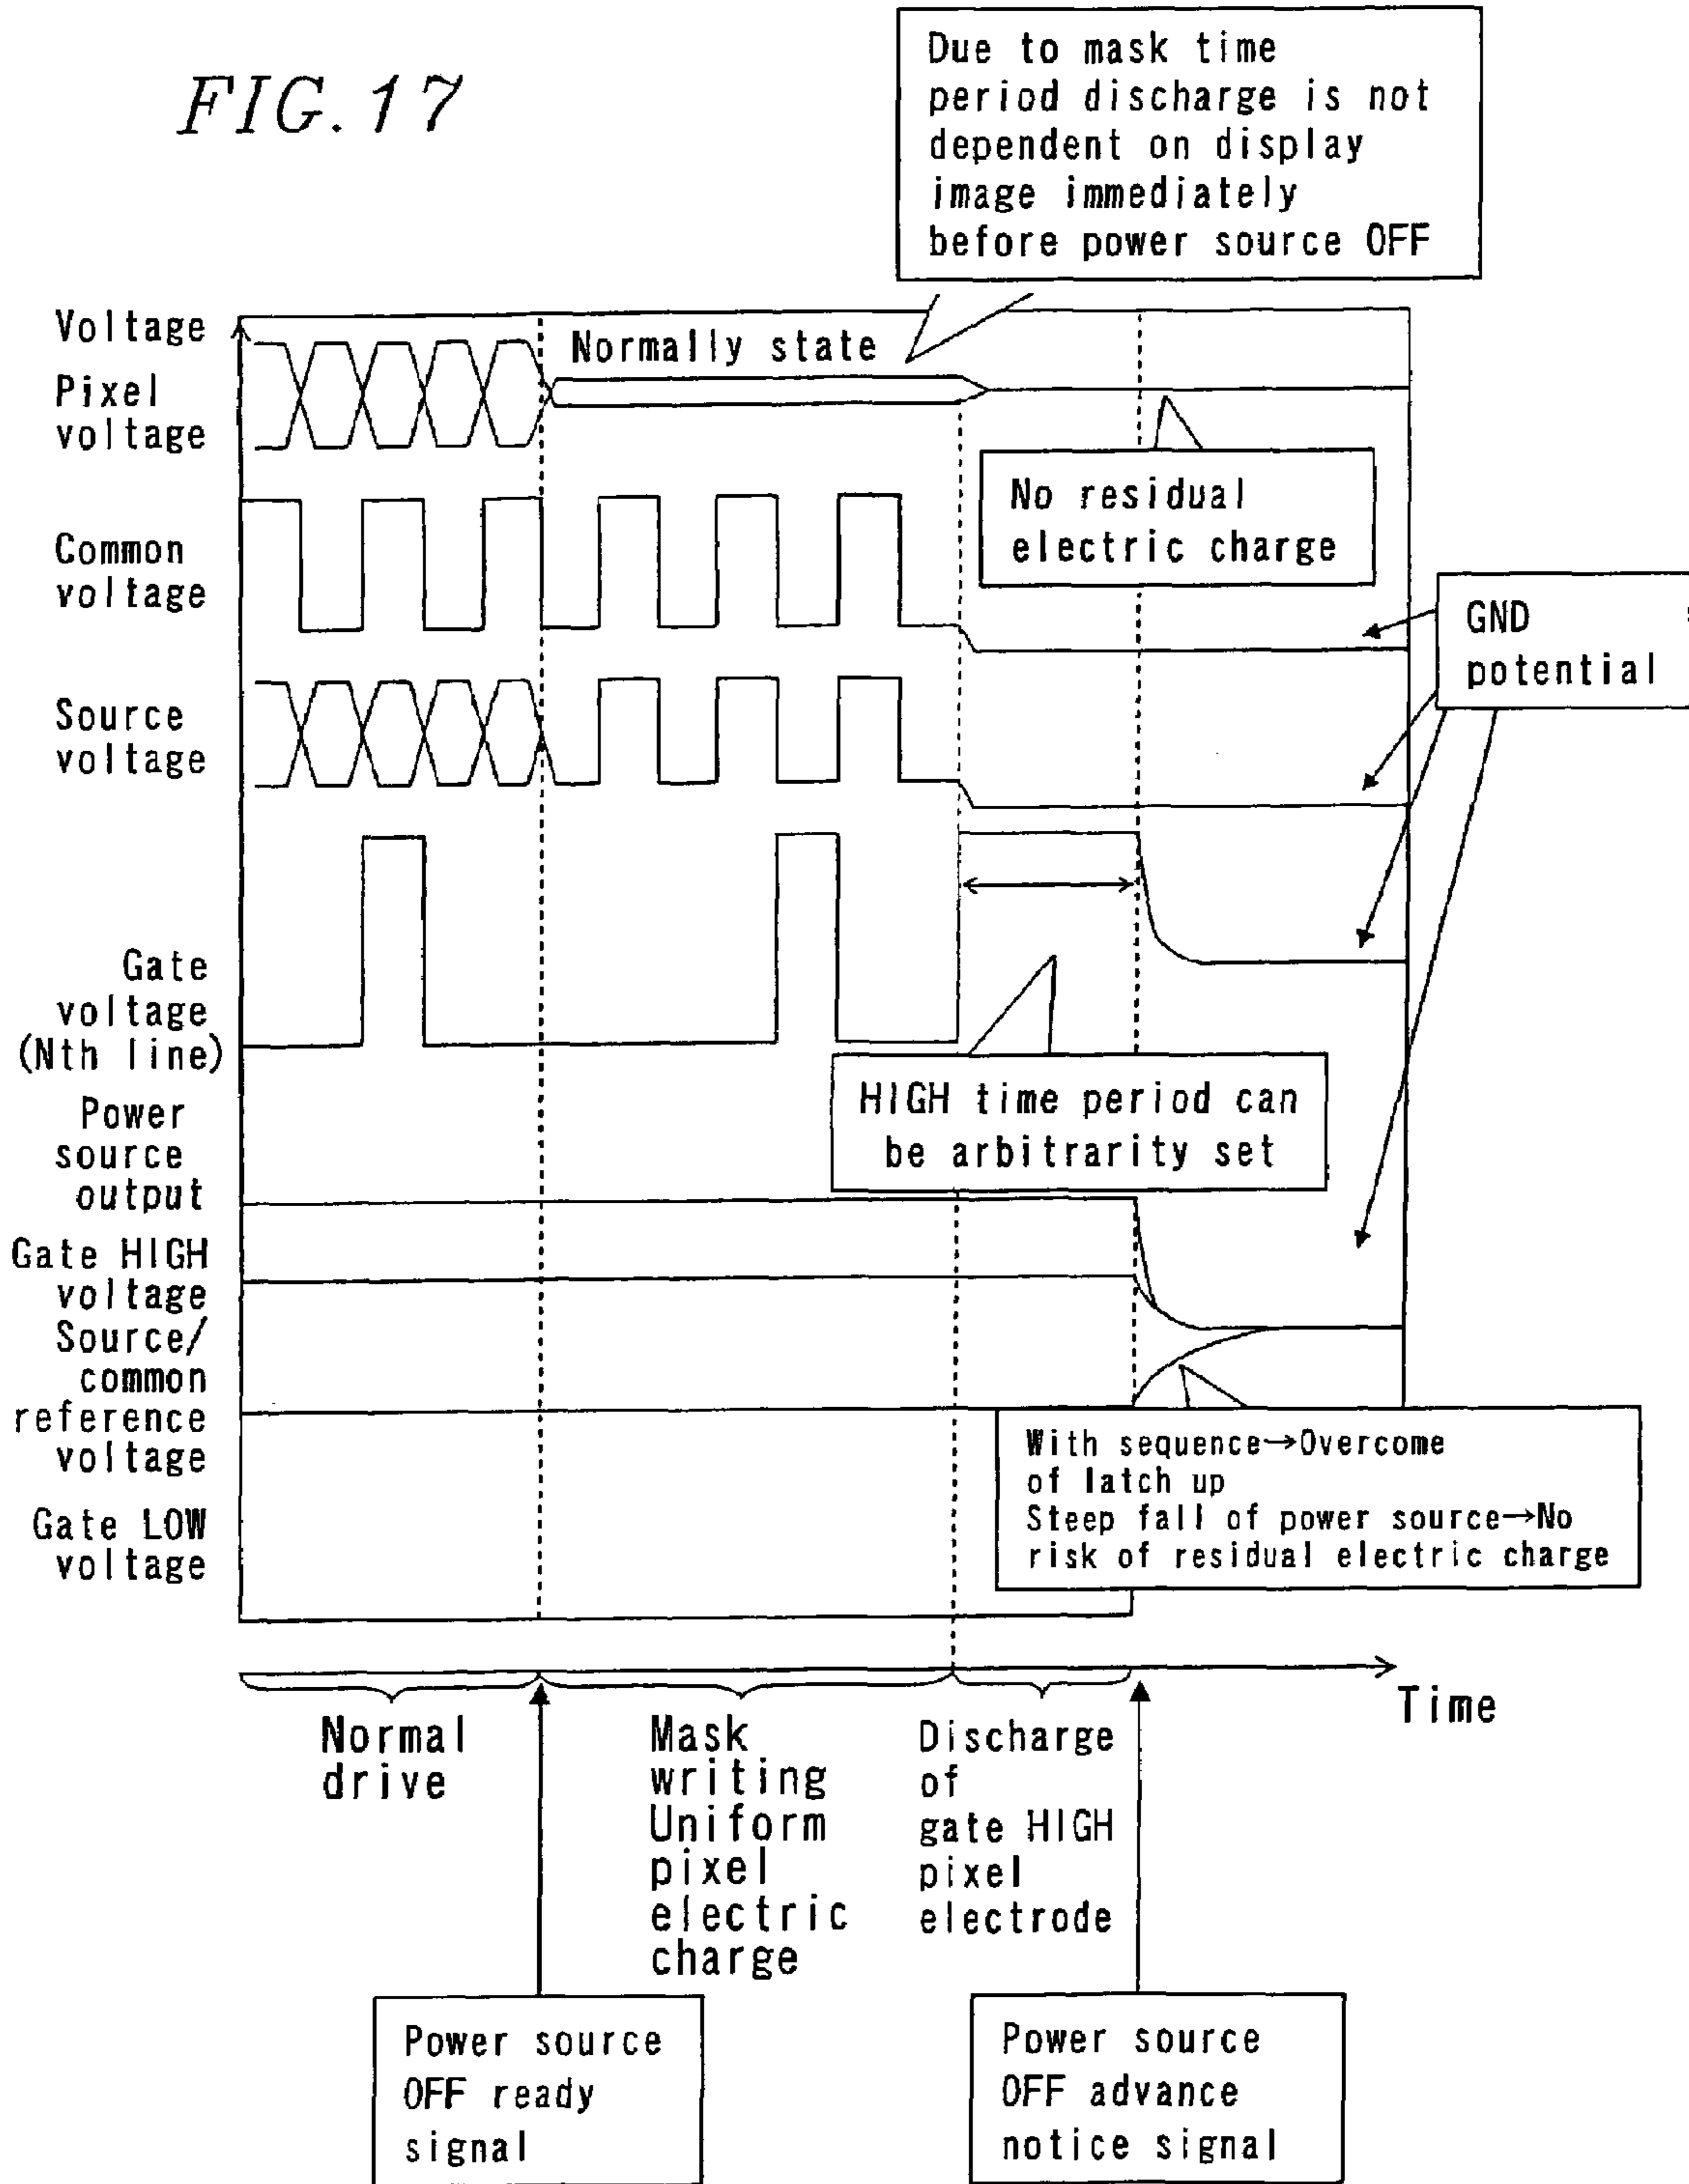 FIG. 17
Due to mask time
period discharge is not
dependent on display
image immediately
before power source OFF
Voltage
Normally state
Pixel
voltage
No residual
electric charge
Common
voltage
GND
potential
Source
voltage
Gate
voltage
(Nth line)
HIGH time period can
be arbitrarity set
Power
source
output
Gate HIGH
voltage
Source/
common
reference
voltage
With sequence→Overcome
of latch up
Steep fall of power source→No
risk of residual electric charge
Gate LOW
voltage
Time
Normal
drive
Mask
writing
Uniform
pixel
electric
charge
Discharge
of
gate HIGH
pixel
electrode
Power source
OFF ready
signal
Power source
OFF advance
notice signal